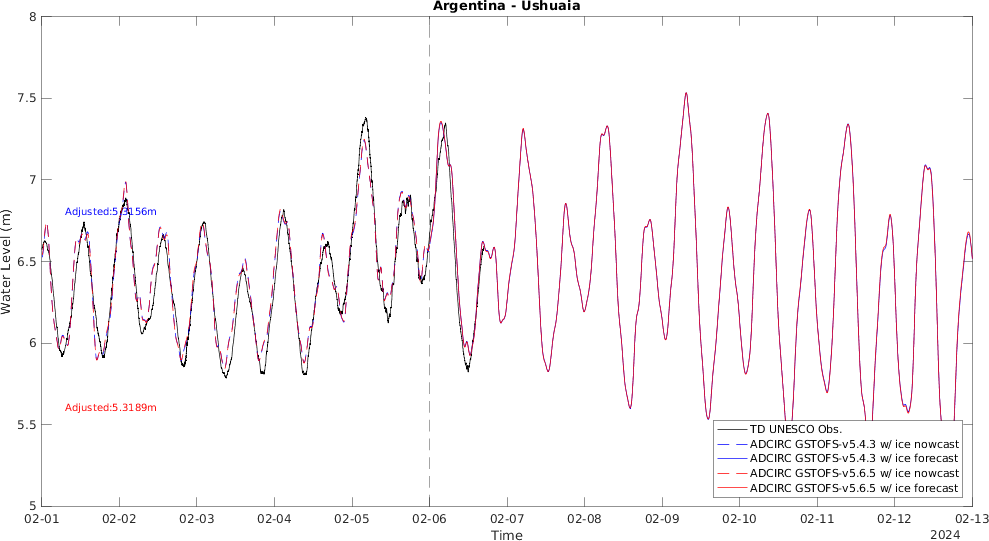 Argentina - Ushuaia
8
7.5
7
6.5
6
5.5
5
Water Level (m)
Adjusted:5.3156m
Adjusted:5.3189m
TD UNESCO Obs.
ADCIRC GSTOFS-v5.4.3 w/ ice nowcast
ADCIRC GSTOFS-v5.4.3 w/ ice forecast
ADCIRC GSTOFS-v5.6.5 w/ ice nowcast
ADCIRC GSTOFS-v5.6.5 w/ ice forecast
02-01 02-02 02-03 02-04 02-05 02-06 02-07 02-08 02-09 02-10 02-11 02-12 02-13
Time
2024